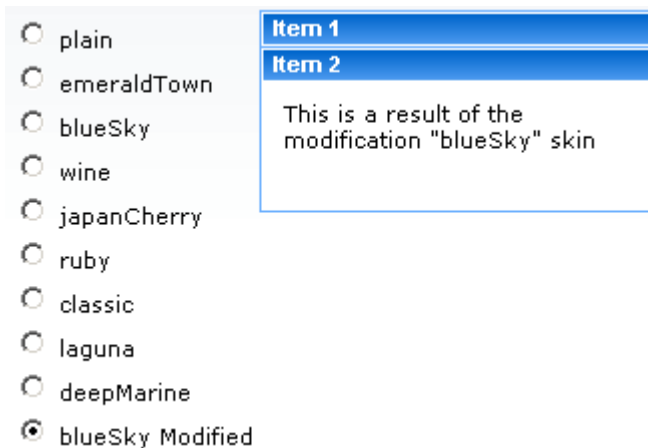 plain
emeraldTown
blueSky
wine
japanCherry
ruby
classic
laguna
deepMarine
blueSky Modified
Item 1
Item 2
This is a result of the
modification "blueSky" skin